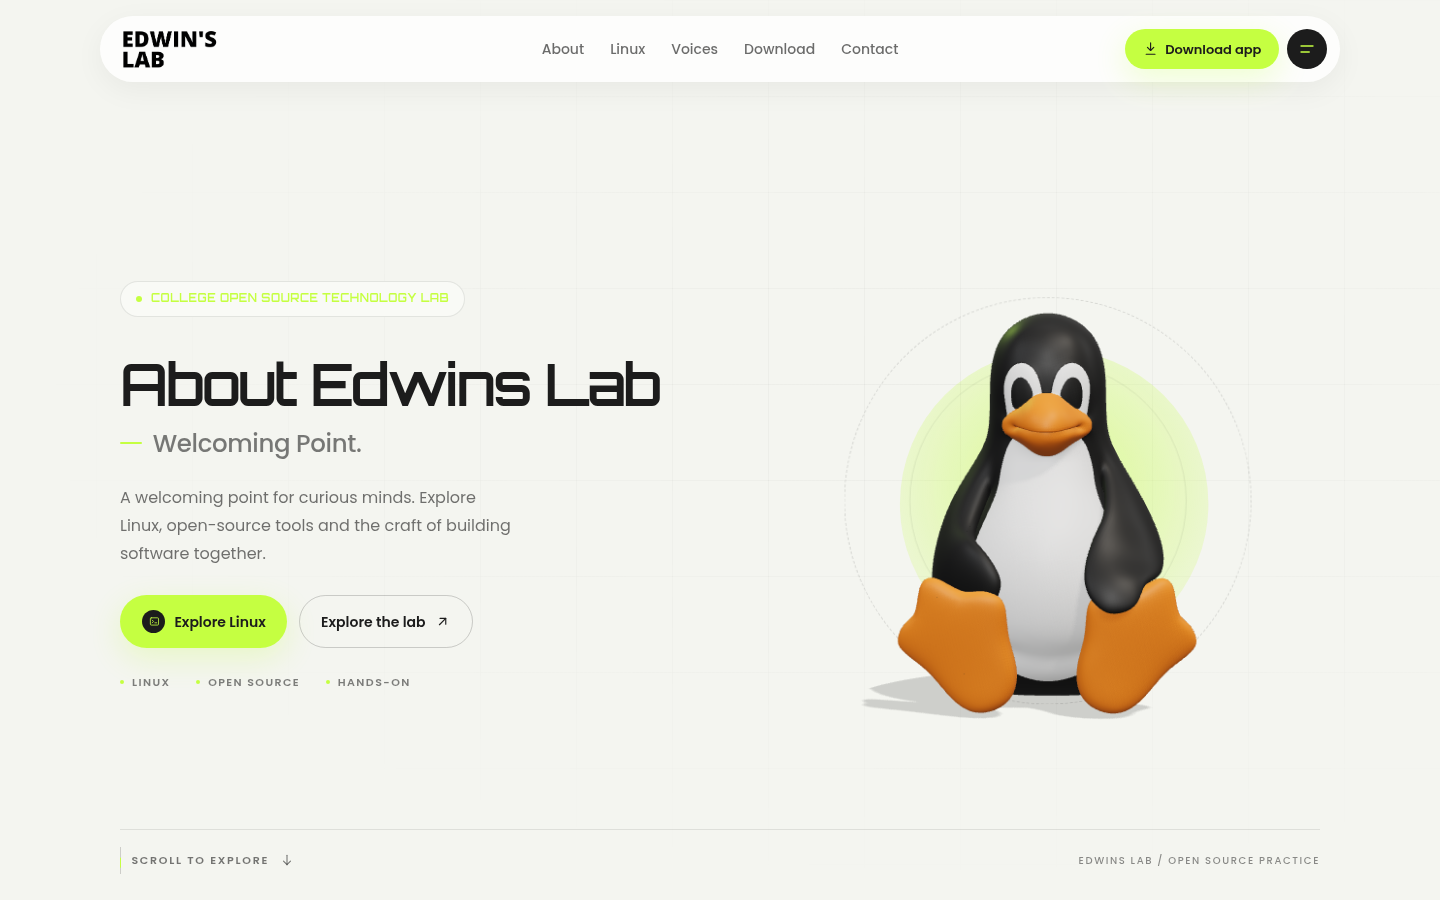 EDWIN'S
LAB
About Linux Voices Download Contact
Download app
COLLEGE OPEN SOURCE TECHNOLOGY LAB
About Edwins Lab
Welcoming Point.
A welcoming point for curious minds. Explore
Linux, open-source tools and the craft of building
software together.
Explore Linux
Explore the lab
LINUX OPEN SOURCE HANDS-ON
SCROLL TO EXPLORE
EDWINS LAB / OPEN SOURCE PRACTICE